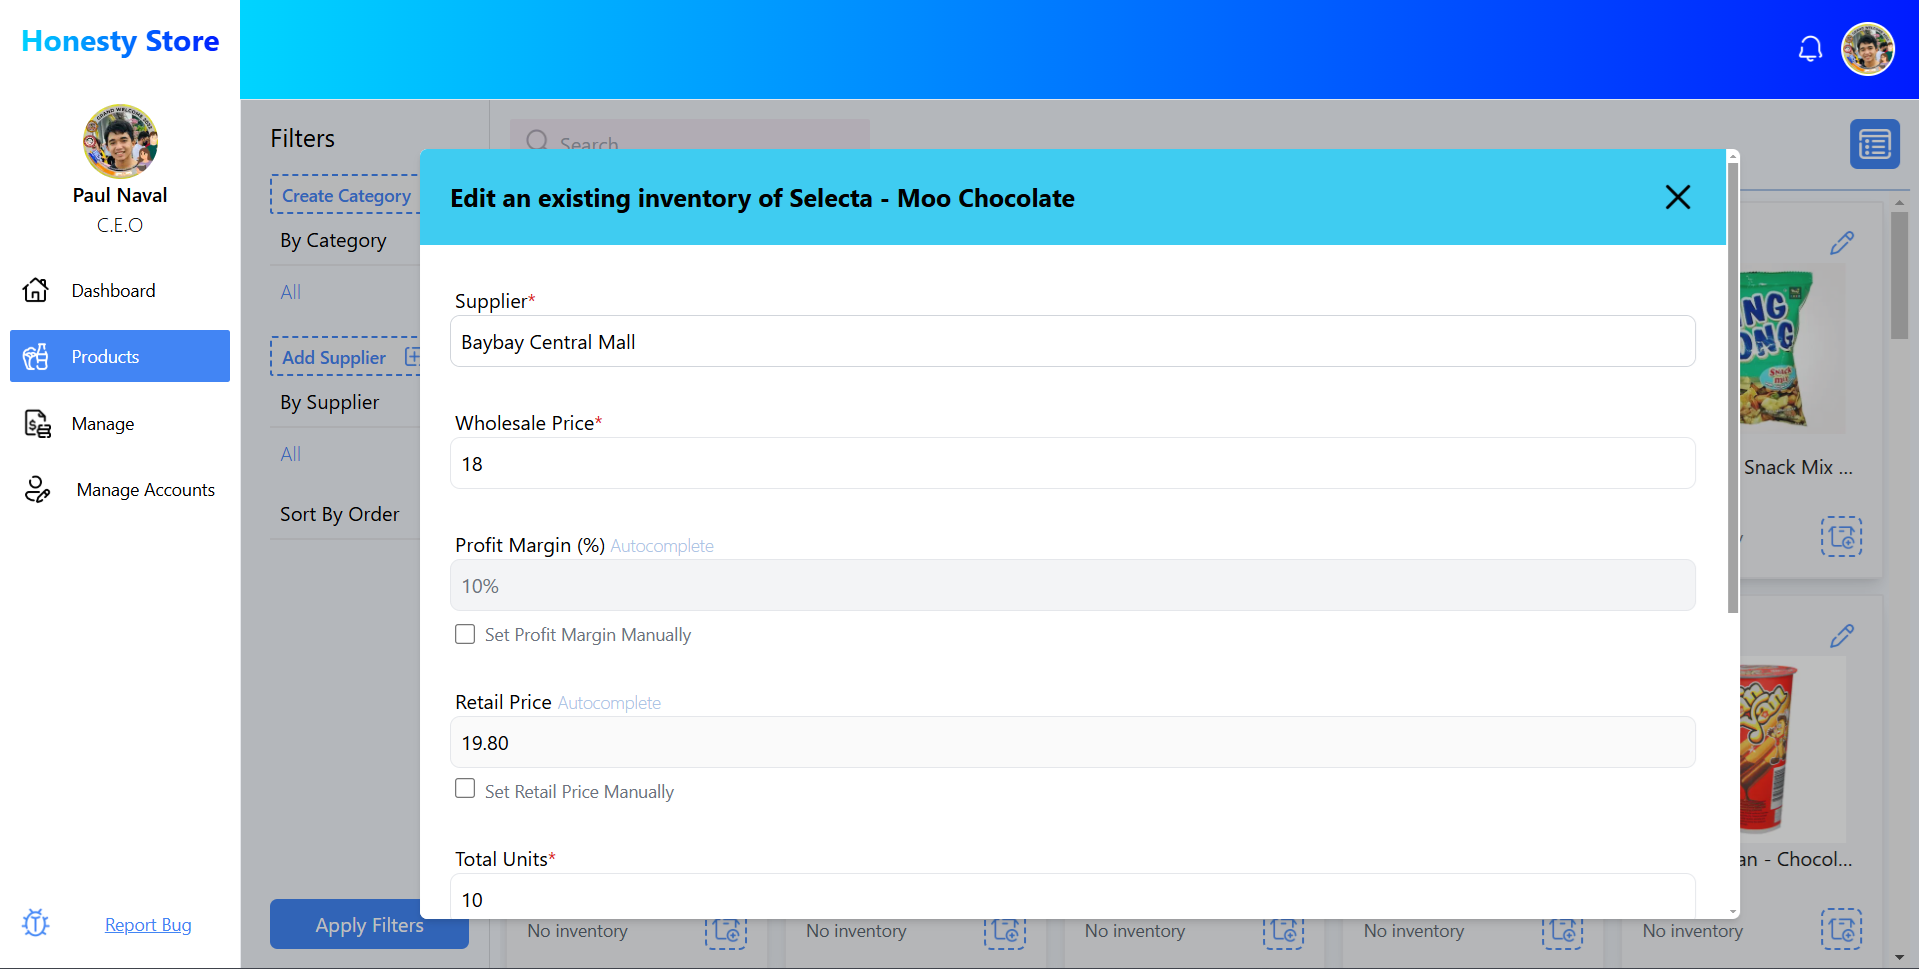 Honesty Store
Paul Naval
C.E.O
Dashboard
Products
Manage
Manage Accounts
Report Bug
Filters
Create Category
By Category
All
Add Supplier
By Supplier
All
Sort By Order
Apply Filters
Search
Edit an existing inventory of Selecta - Moo Chocolate
Supplier*
Baybay Central Mall
Wholesale Price*
18
Profit Margin (%) Autocomplete
10%
Set Profit Margin Manually
Retail Price Autocomplete
19.80
Set Retail Price Manually
Total Units*
10
Snack Mix ...
an - Chocol...
No inventory
No inventory
No inventory
No inventory
No inventory